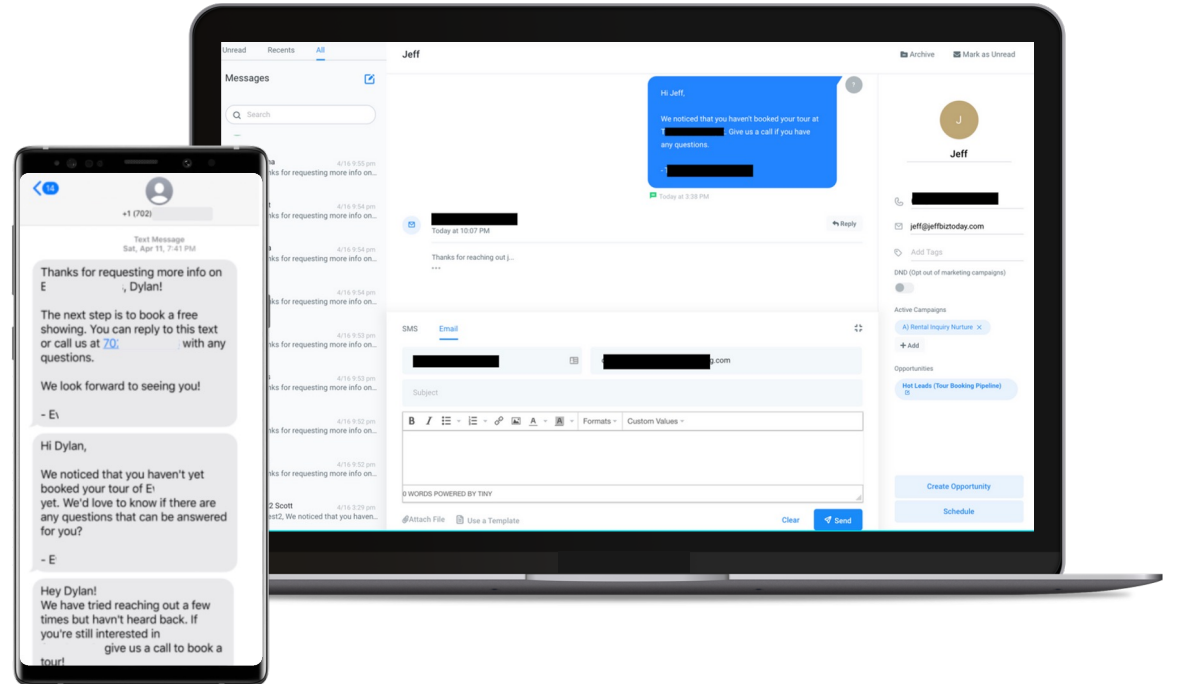 14
+1 (702)
Text Message
Sat, Apr 11, 7:41 PM
Thanks for requesting more info on
E , Dylan!
The next step is to book a free
showing. You can reply to this text
or call us at 70 with any
questions.
We look forward to seeing you!
- E
Hi Dylan,
We noticed that you haven't yet
booked your tour of E
yet. We'd love to know if there are
any questions that can be answered
for you?
- E
Hey Dylan!
We have tried reaching out a few
times but havn't heard back. If
you're still interested in
give us a call to book a
tour!
Unread Recents All
Messages
Search
4/16 9:55 pm
ks for requesting more info on...
4/16 9:54 pm
ks for requesting more info on...
4/16 9:54 pm
ks for requesting more info on...
4/16 9:54 pm
ks for requesting more info on...
4/16 9:53 pm
ks for requesting more info on...
4/16 9:53 pm
ks for requesting more info on...
4/16 9:52 pm
ks for requesting more info on...
4/16 9:52 pm
ks for requesting more info on...
2 Scott 4/16 3:29 pm
est2, We noticed that you haven...
Jeff
Archive Mark as Unread
Hi Jeff,
We noticed that you haven't booked your tour at
T . Give us a call if you have
any questions.
Today at 3:38 PM
Today at 10:07 PM
Reply
Thanks for reaching out j...
SMS Email
g.com
Subject
B I A A Formats Custom Values
0 WORDS POWERED BY TINY
Attach File Use a Template Clear Send
J
Jeff
jeff@jeffbiztoday.com
Add Tags
DND (Opt out of marketing campaigns)
Active Campaigns
A) Rental Inquiry Nurture ×
+ Add
Opportunities
Hot Leads (Tour Booking Pipeline)
Create Opportunity
Schedule